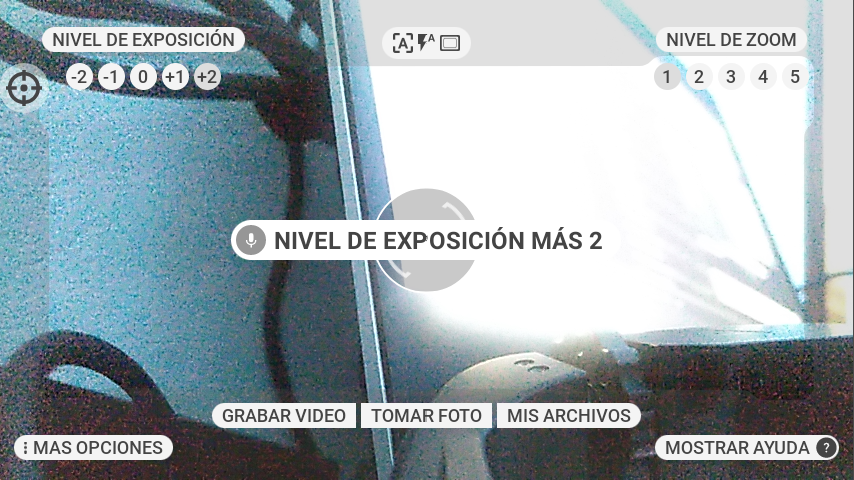 NIVEL DE EXPOSICIÓN
-2 -1 0 +1 +2
A
A
NIVEL DE ZOOM
1 2 3 4 5
NIVEL DE EXPOSICIÓN MÁS 2
GRABAR VIDEO
TOMAR FOTO
MIS ARCHIVOS
MAS OPCIONES
MOSTRAR AYUDA ?